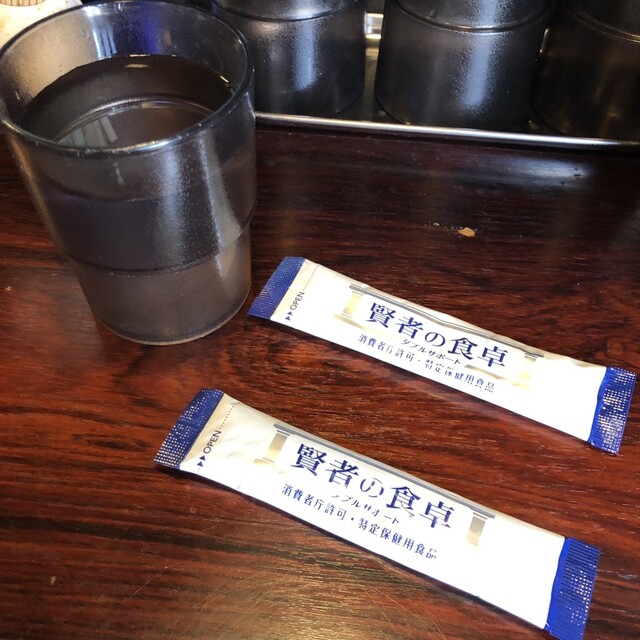 OPEN
賢者の食卓
ダブルサポート
消費者庁許可・特定保健用食品
OPEN
賢者の食卓
ダブルサポート
消費者庁許可・特定保健用食品